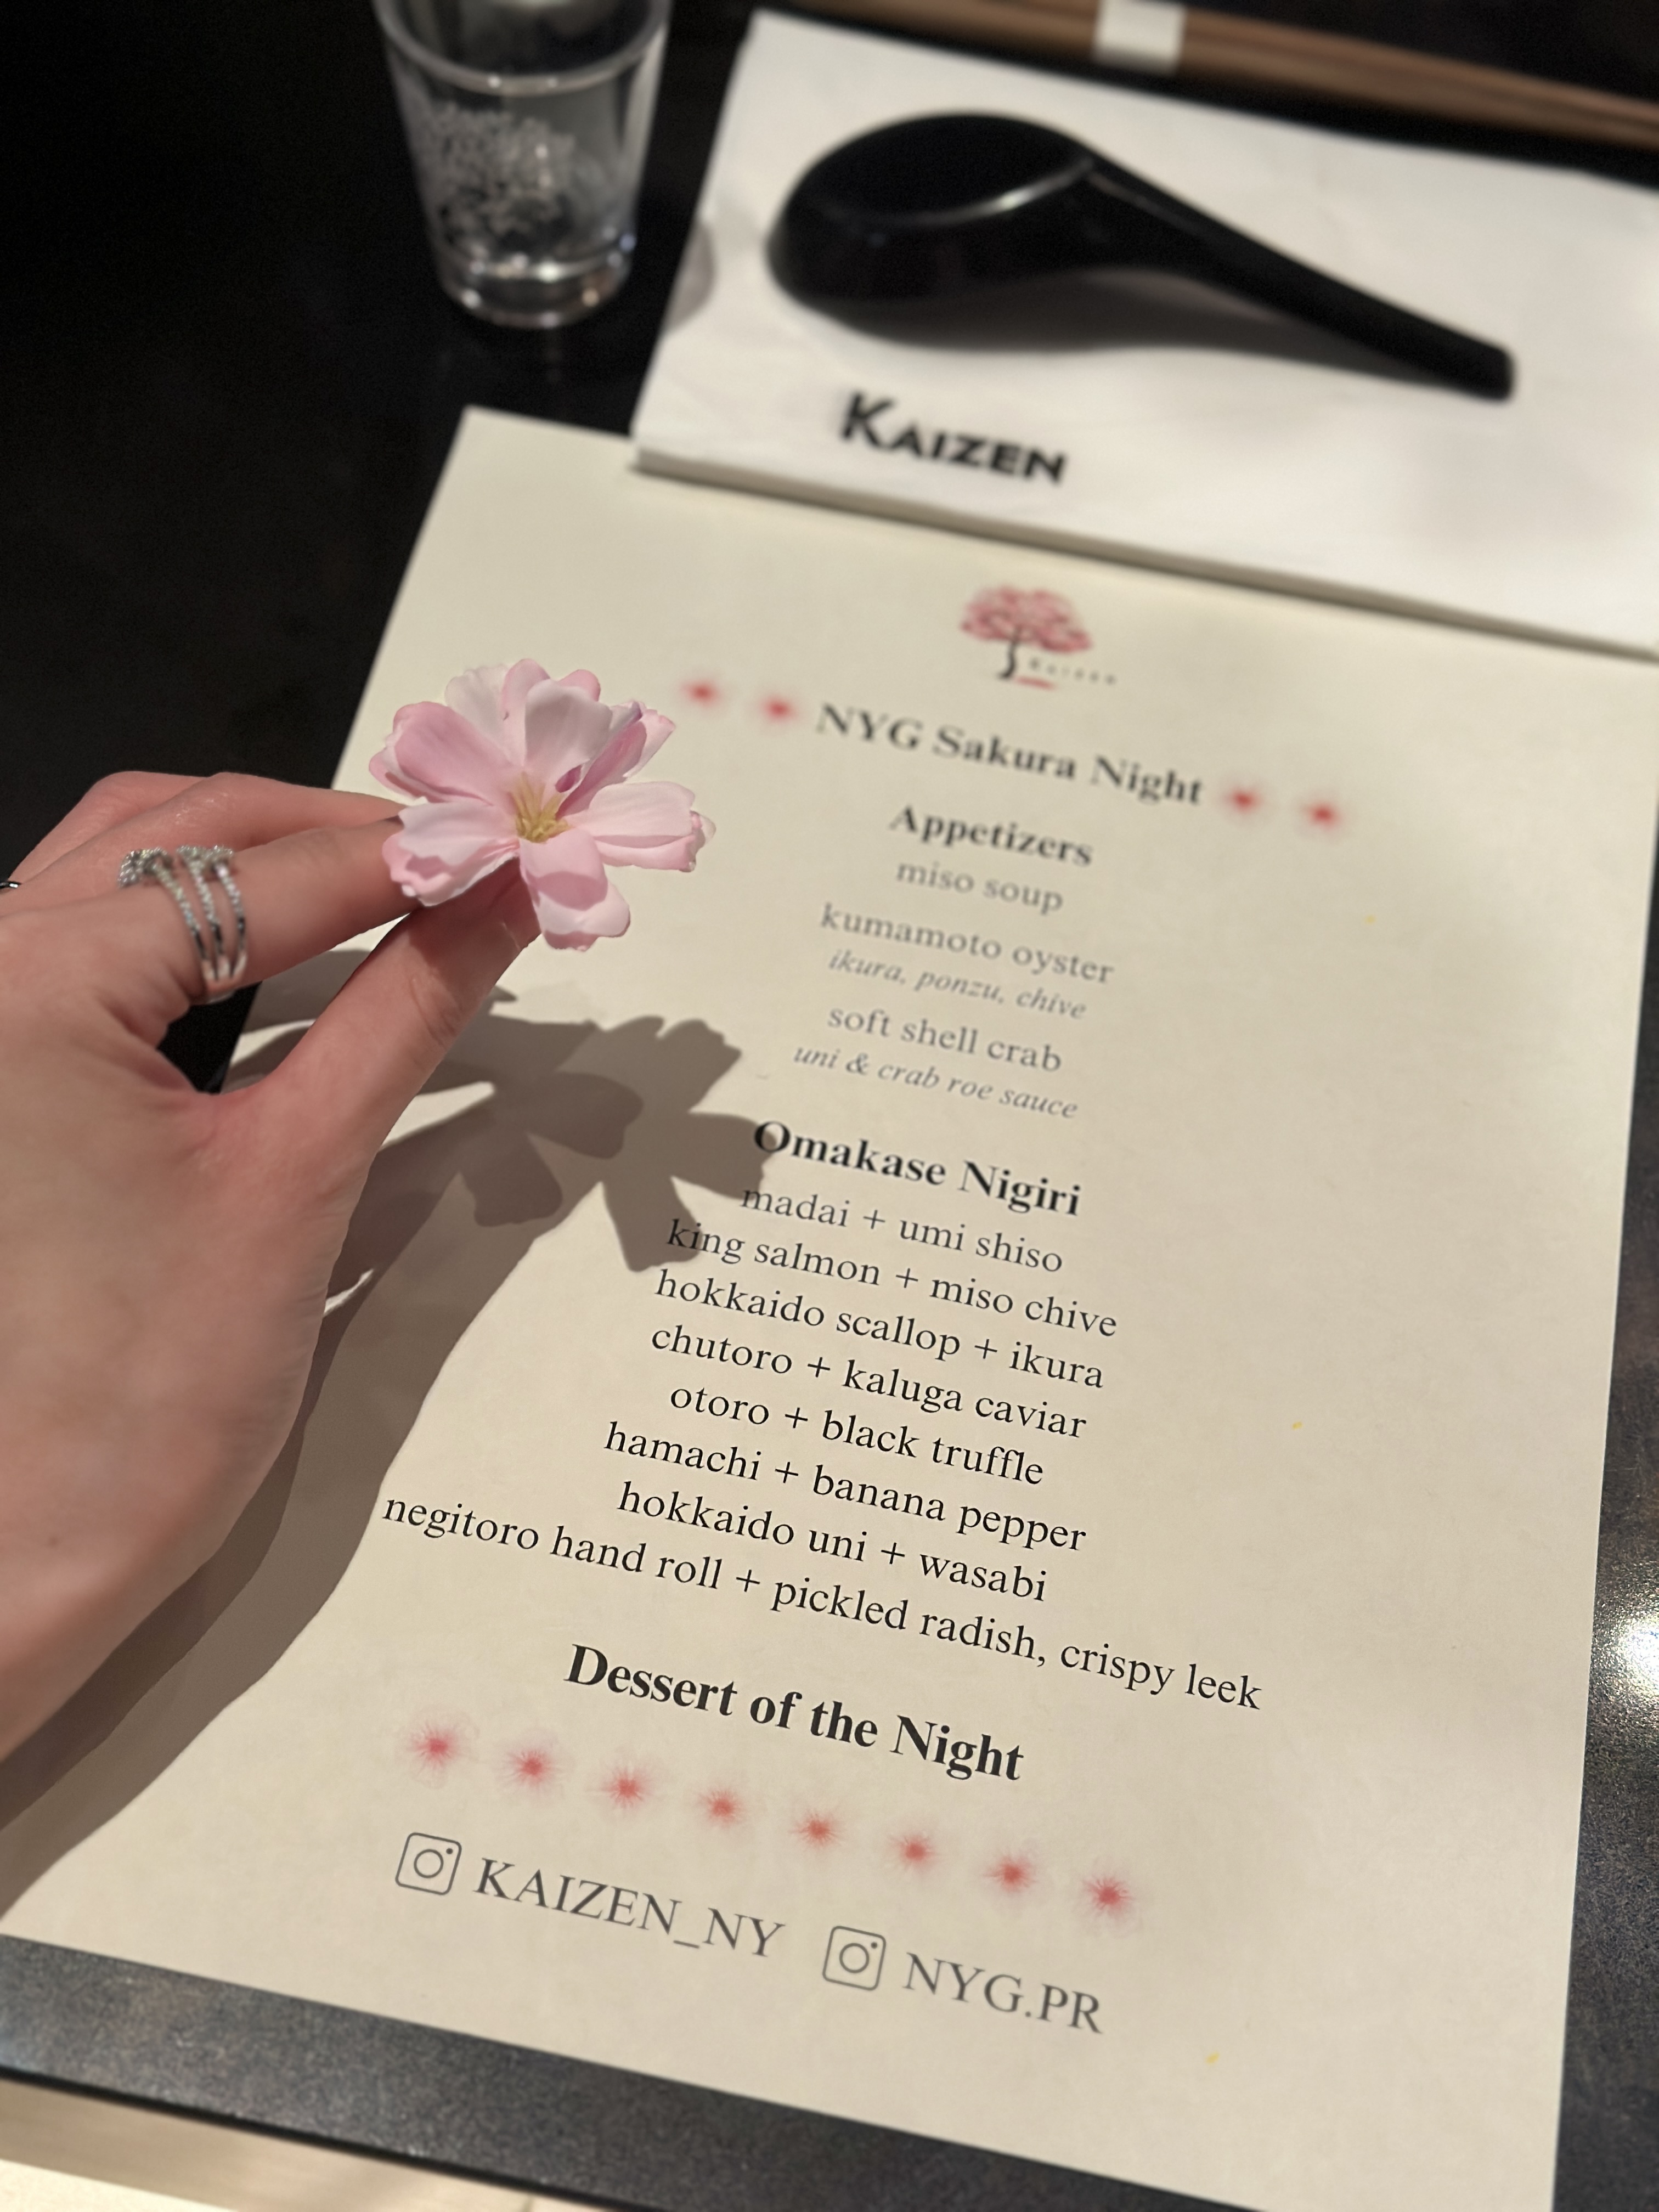 KAIZEN
Kaizen
NYG Sakura Night
Appetizers
miso soup
kumamoto oyster
ikura, ponzu, chive
soft shell crab
uni & crab roe sauce
Omakase Nigiri
madai + umi shiso
king salmon + miso chive
hokkaido scallop + ikura
chutoro + kaluga caviar
otoro + black truffle
hamachi + banana pepper
hokkaido uni + wasabi
negitoro hand roll + pickled radish, crispy leek
Dessert of the Night
KAIZEN_NY NYG.PR